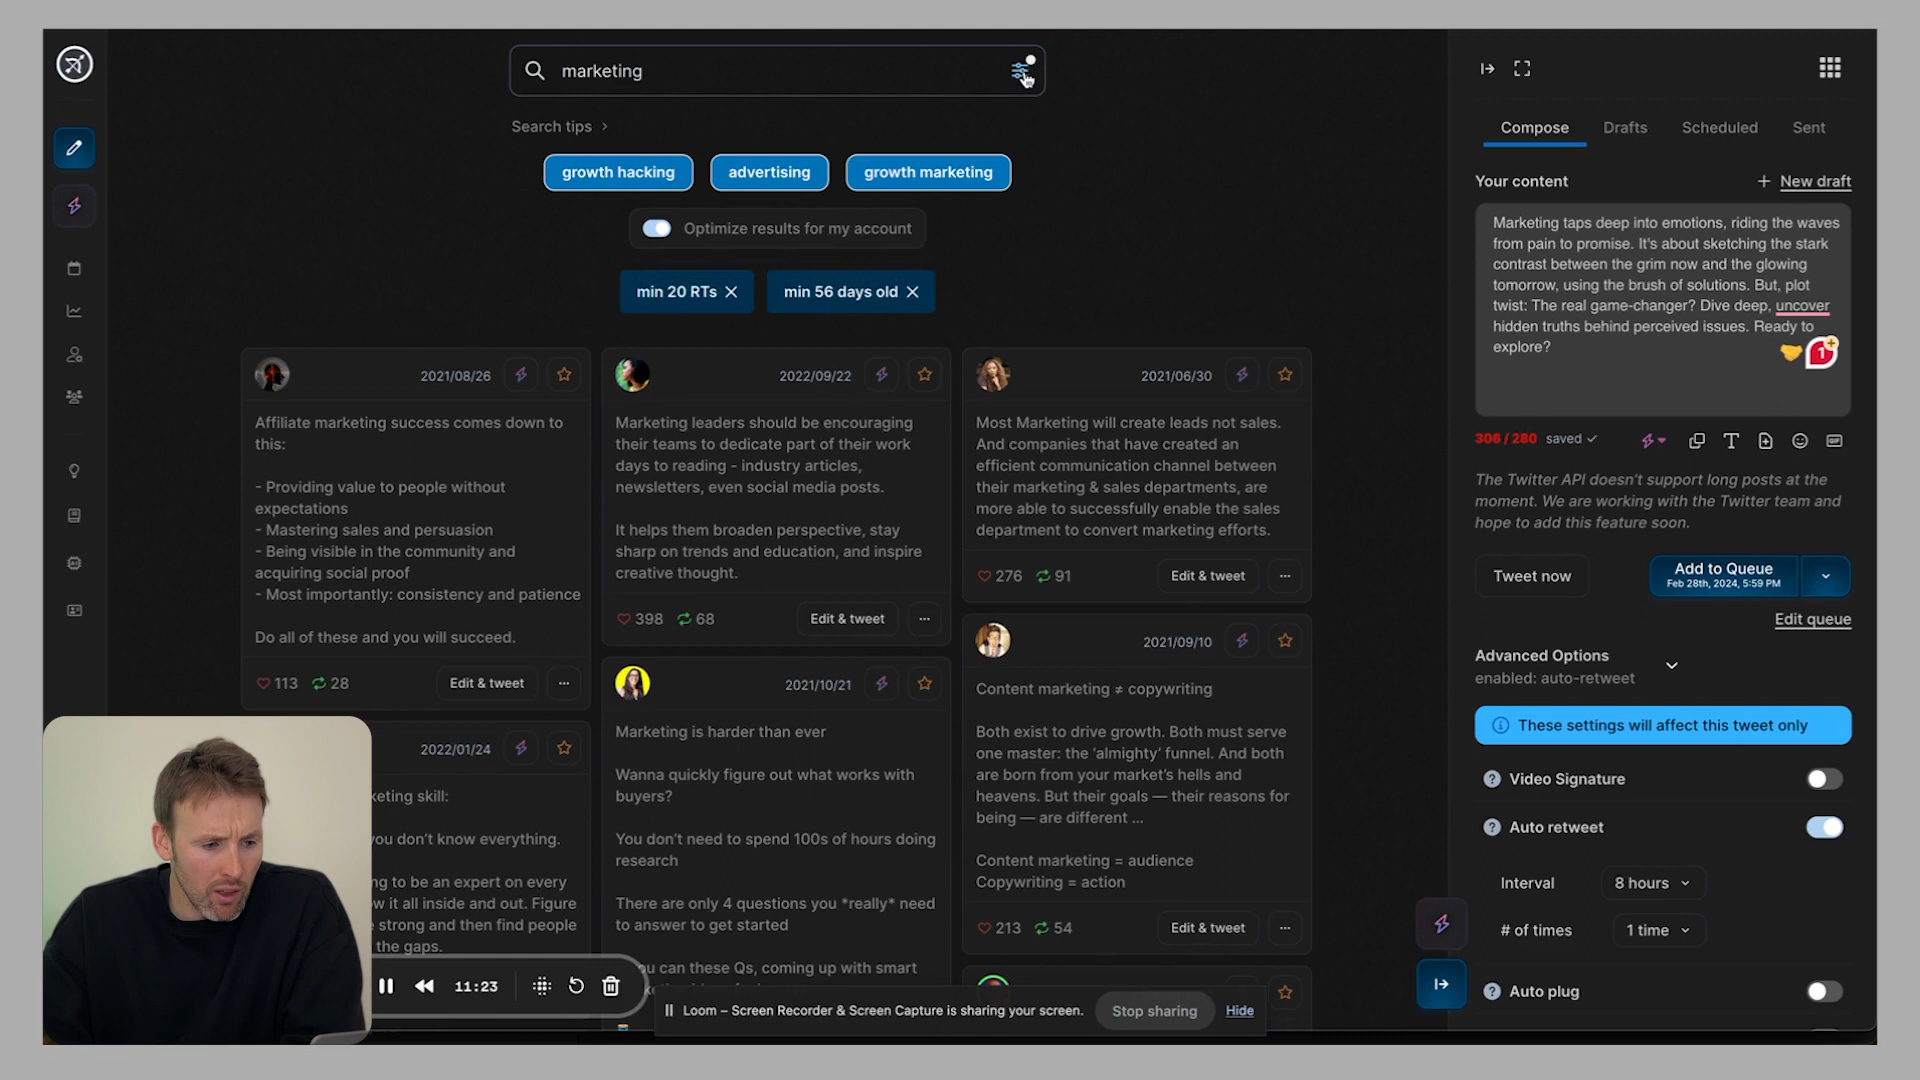 marketing
Search tips
growth hacking
advertising
growth marketing
Optimize results for my account
min 20 RTs
min 56 days old
2021/08/26
Affiliate marketing success comes down to
this:
- Providing value to people without
expectations
- Mastering sales and persuasion
- Being visible in the community and
acquiring social proof
- Most importantly: consistency and patience
Do all of these and you will succeed.
113
28
Edit & tweet
2022/01/24
keting skill:
you don't know everything.
ng to be an expert on every
w it all inside and out. Figure
strong and then find people
the gaps.
2022/09/22
Marketing leaders should be encouraging
their teams to dedicate part of their work
days to reading - industry articles,
newsletters, even social media posts.
It helps them broaden perspective, stay
sharp on trends and education, and inspire
creative thought.
398
68
Edit & tweet
2021/10/21
Marketing is harder than ever
Wanna quickly figure out what works with
buyers?
You don't need to spend 100s of hours doing
research
There are only 4 questions you *really* need
to answer to get started
you can these Qs, coming up with smart
2021/06/30
Most Marketing will create leads not sales.
And companies that have created an
efficient communication channel between
their marketing & sales departments, are
more able to successfully enable the sales
department to convert marketing efforts.
276
91
Edit & tweet
2021/09/10
Content marketing ≠ copywriting
Both exist to drive growth. Both must serve
one master: the 'almighty' funnel. And both
are born from your market's hells and
heavens. But their goals — their reasons for
being — are different ...
Content marketing = audience
Copywriting = action
213
54
Edit & tweet
11:23
Loom – Screen Recorder & Screen Capture is sharing your screen.
Stop sharing
Hide
Compose
Drafts
Scheduled
Sent
Your content
+ New draft
Marketing taps deep into emotions, riding the waves
from pain to promise. It's about sketching the stark
contrast between the grim now and the glowing
tomorrow, using the brush of solutions. But, plot
twist: The real game-changer? Dive deep, uncover
hidden truths behind perceived issues. Ready to
explore?
1
306 / 280 saved
GIF
The Twitter API doesn't support long posts at the
moment. We are working with the Twitter team and
hope to add this feature soon.
Tweet now
Add to Queue
Feb 28th, 2024, 5:59 PM
Edit queue
Advanced Options
enabled: auto-retweet
These settings will affect this tweet only
Video Signature
Auto retweet
Interval
8 hours
# of times
1 time
Auto plug